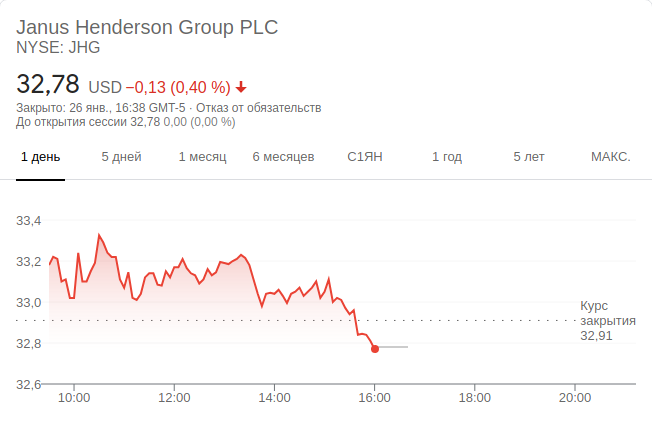 Janus Henderson Group PLC
NYSE: JHG
32,78 USD −0,13 (0,40 %)
Закрыто: 26 янв., 16:38 GMT-5 · Отказ от обязательств
До открытия сессии 32,78 0,00 (0,00 %)
1 день 5 дней 1 месяц 6 месяцев С1ЯН 1 год 5 лет МАКС.
33,4
33,2
33,0
Курс
закрытия
32,91
32,8
32,6
10:00 12:00 14:00 16:00 18:00 20:00